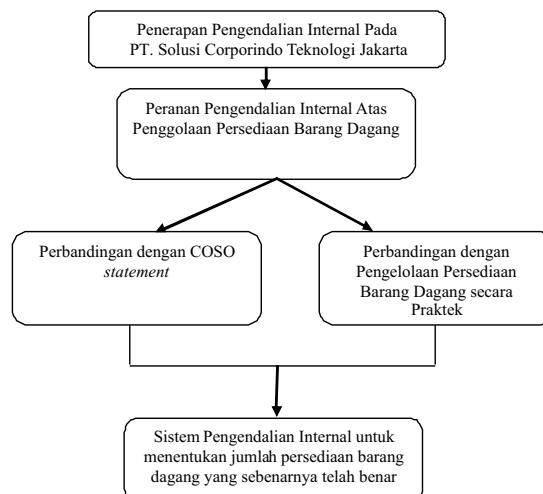 Penerapan Pengendalian Internal Pada
PT. Solusi Corporindo Teknologi Jakarta
Peranan Pengendalian Internal Atas
Penggolaan Persediaan Barang Dagang
Perbandingan dengan COSO
statement
Perbandingan dengan
Pengelolaan Persediaan
Barang Dagang secara
Praktek
Sistem Pengendalian Internal untuk
menentukan jumlah persediaan barang
dagang yang sebenarnya telah benar